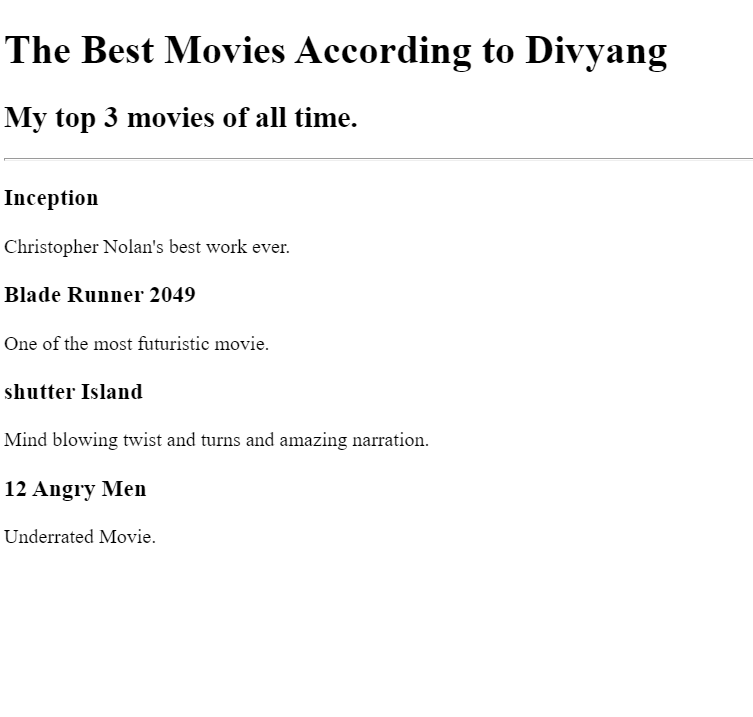 The Best Movies According to Divyang
My top 3 movies of all time.
Inception
Christopher Nolan's best work ever.
Blade Runner 2049
One of the most futuristic movie.
shutter Island
Mind blowing twist and turns and amazing narration.
12 Angry Men
Underrated Movie.